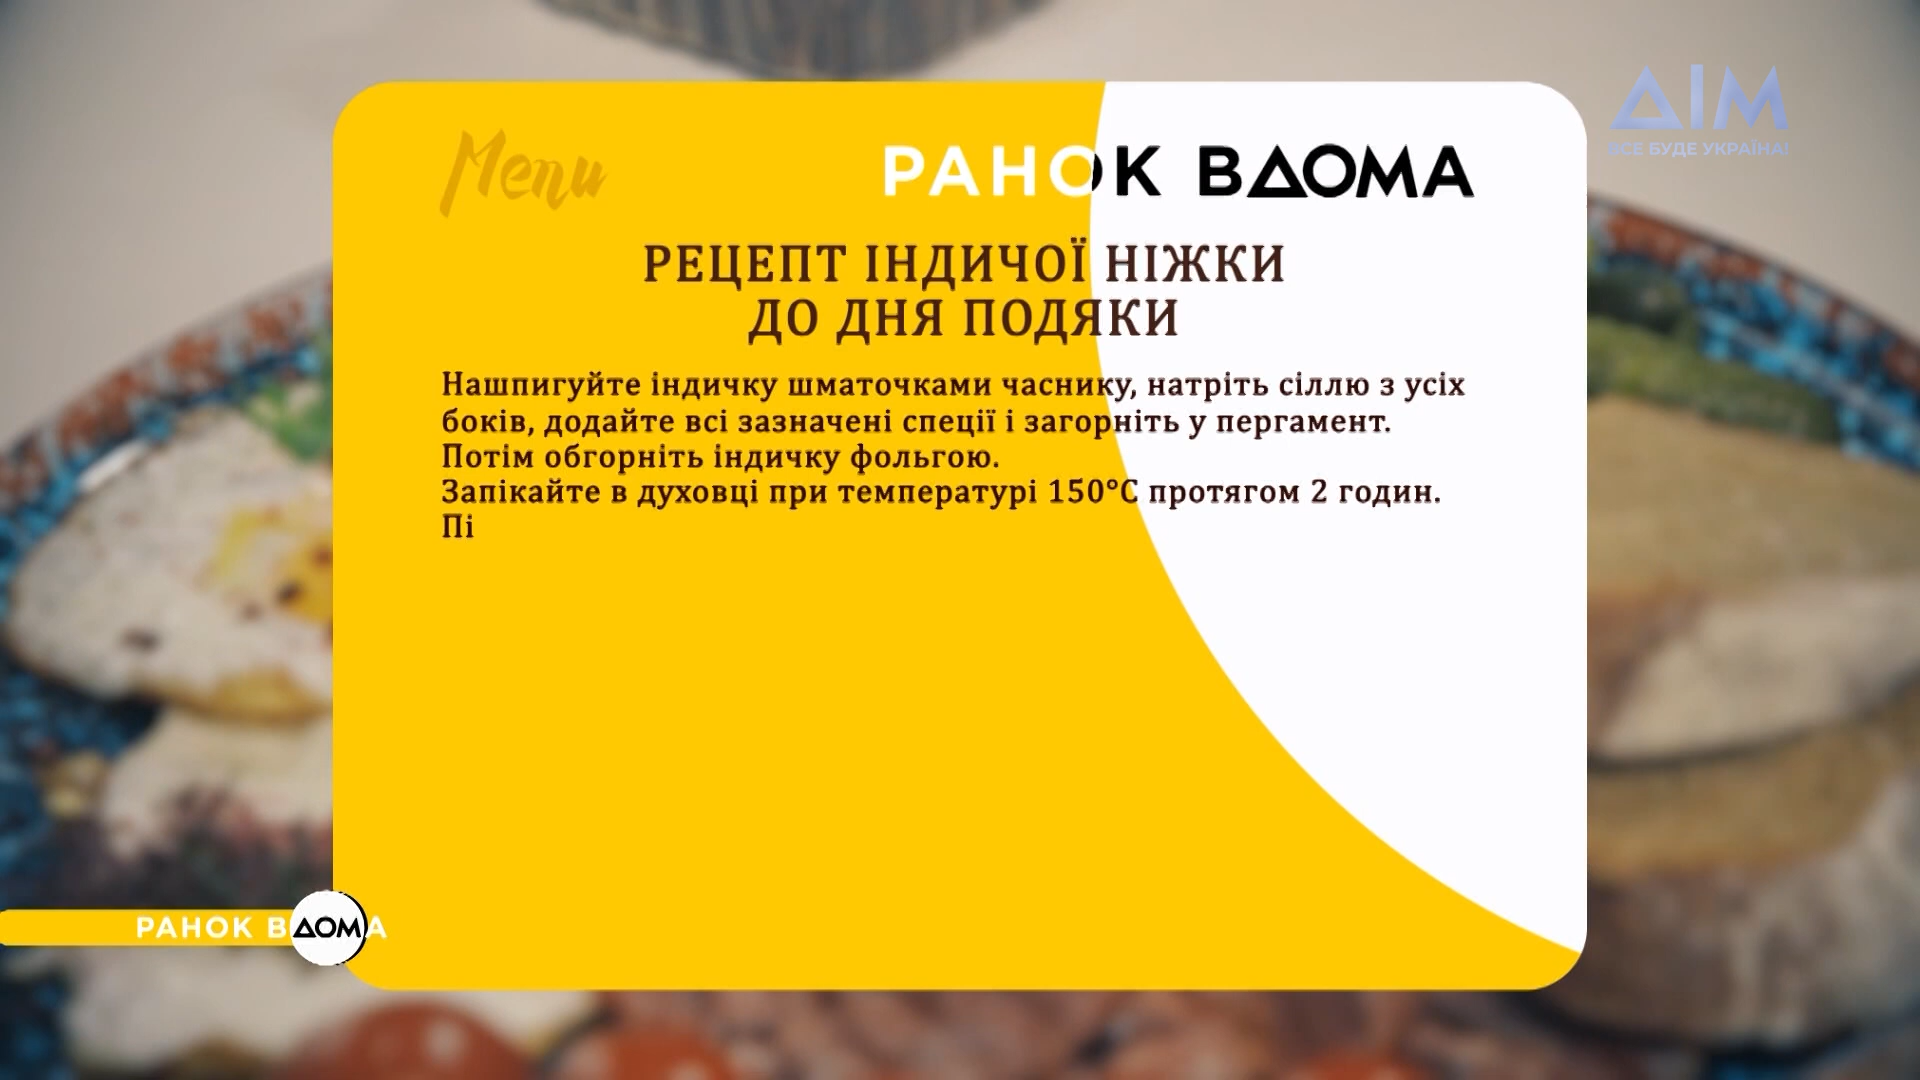 ДІМ
ВСЕ БУДЕ УКРАЇНА!
Menu
РАНОК ВДОМА
РЕЦЕПТ ІНДИЧОЇ НІЖКИ
ДО ДНЯ ПОДЯКИ
Нашпигуйте індичку шматочками часнику, натріть сіллю з усіх
боків, додайте всі зазначені спеції і загорніть у пергамент.
Потім обгорніть індичку фольгою.
Запікайте в духовці при температурі 150°С протягом 2 годин.
Пі
РАНОК ВДОМА